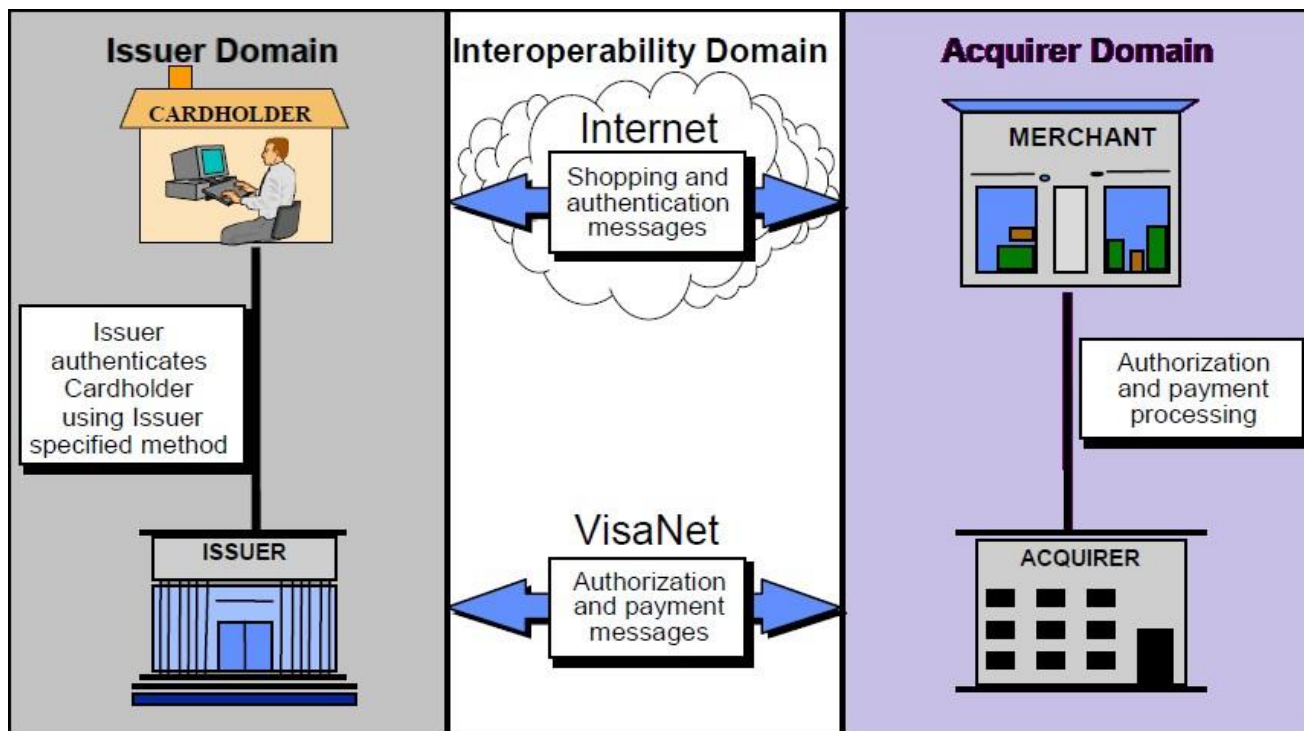 Issuer Domain
Interoperability Domain
Acquirer Domain
CARDHOLDER
Internet
Shopping and
authentication
messages
MERCHANT
Issuer
authenticates
Cardholder
using Issuer
specified method
Authorization
and payment
processing
VisaNet
Authorization
and payment
messages
ISSUER
ACQUIRER